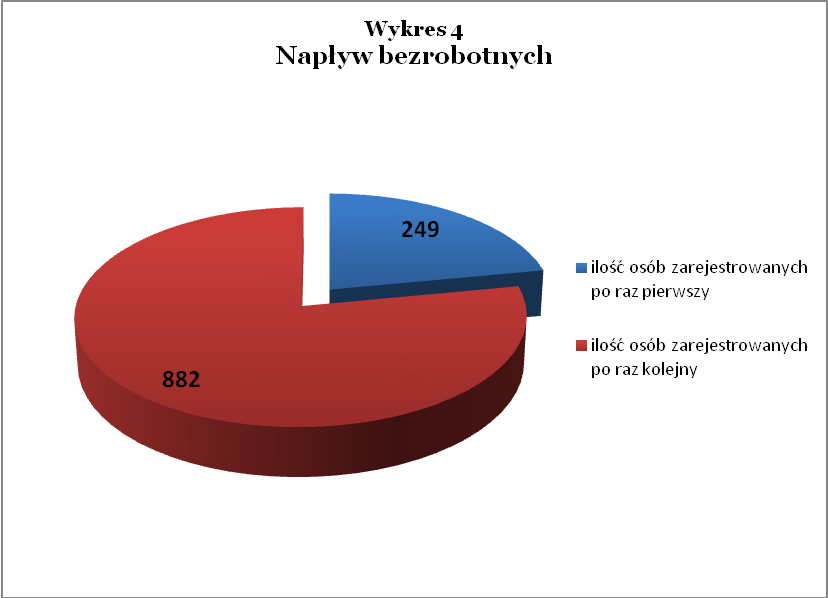 Wykres 4
Napływ bezrobotnych
249
882
ilość osób zarejestrowanych
po raz pierwszy
ilość osób zarejestrowanych
po raz kolejny